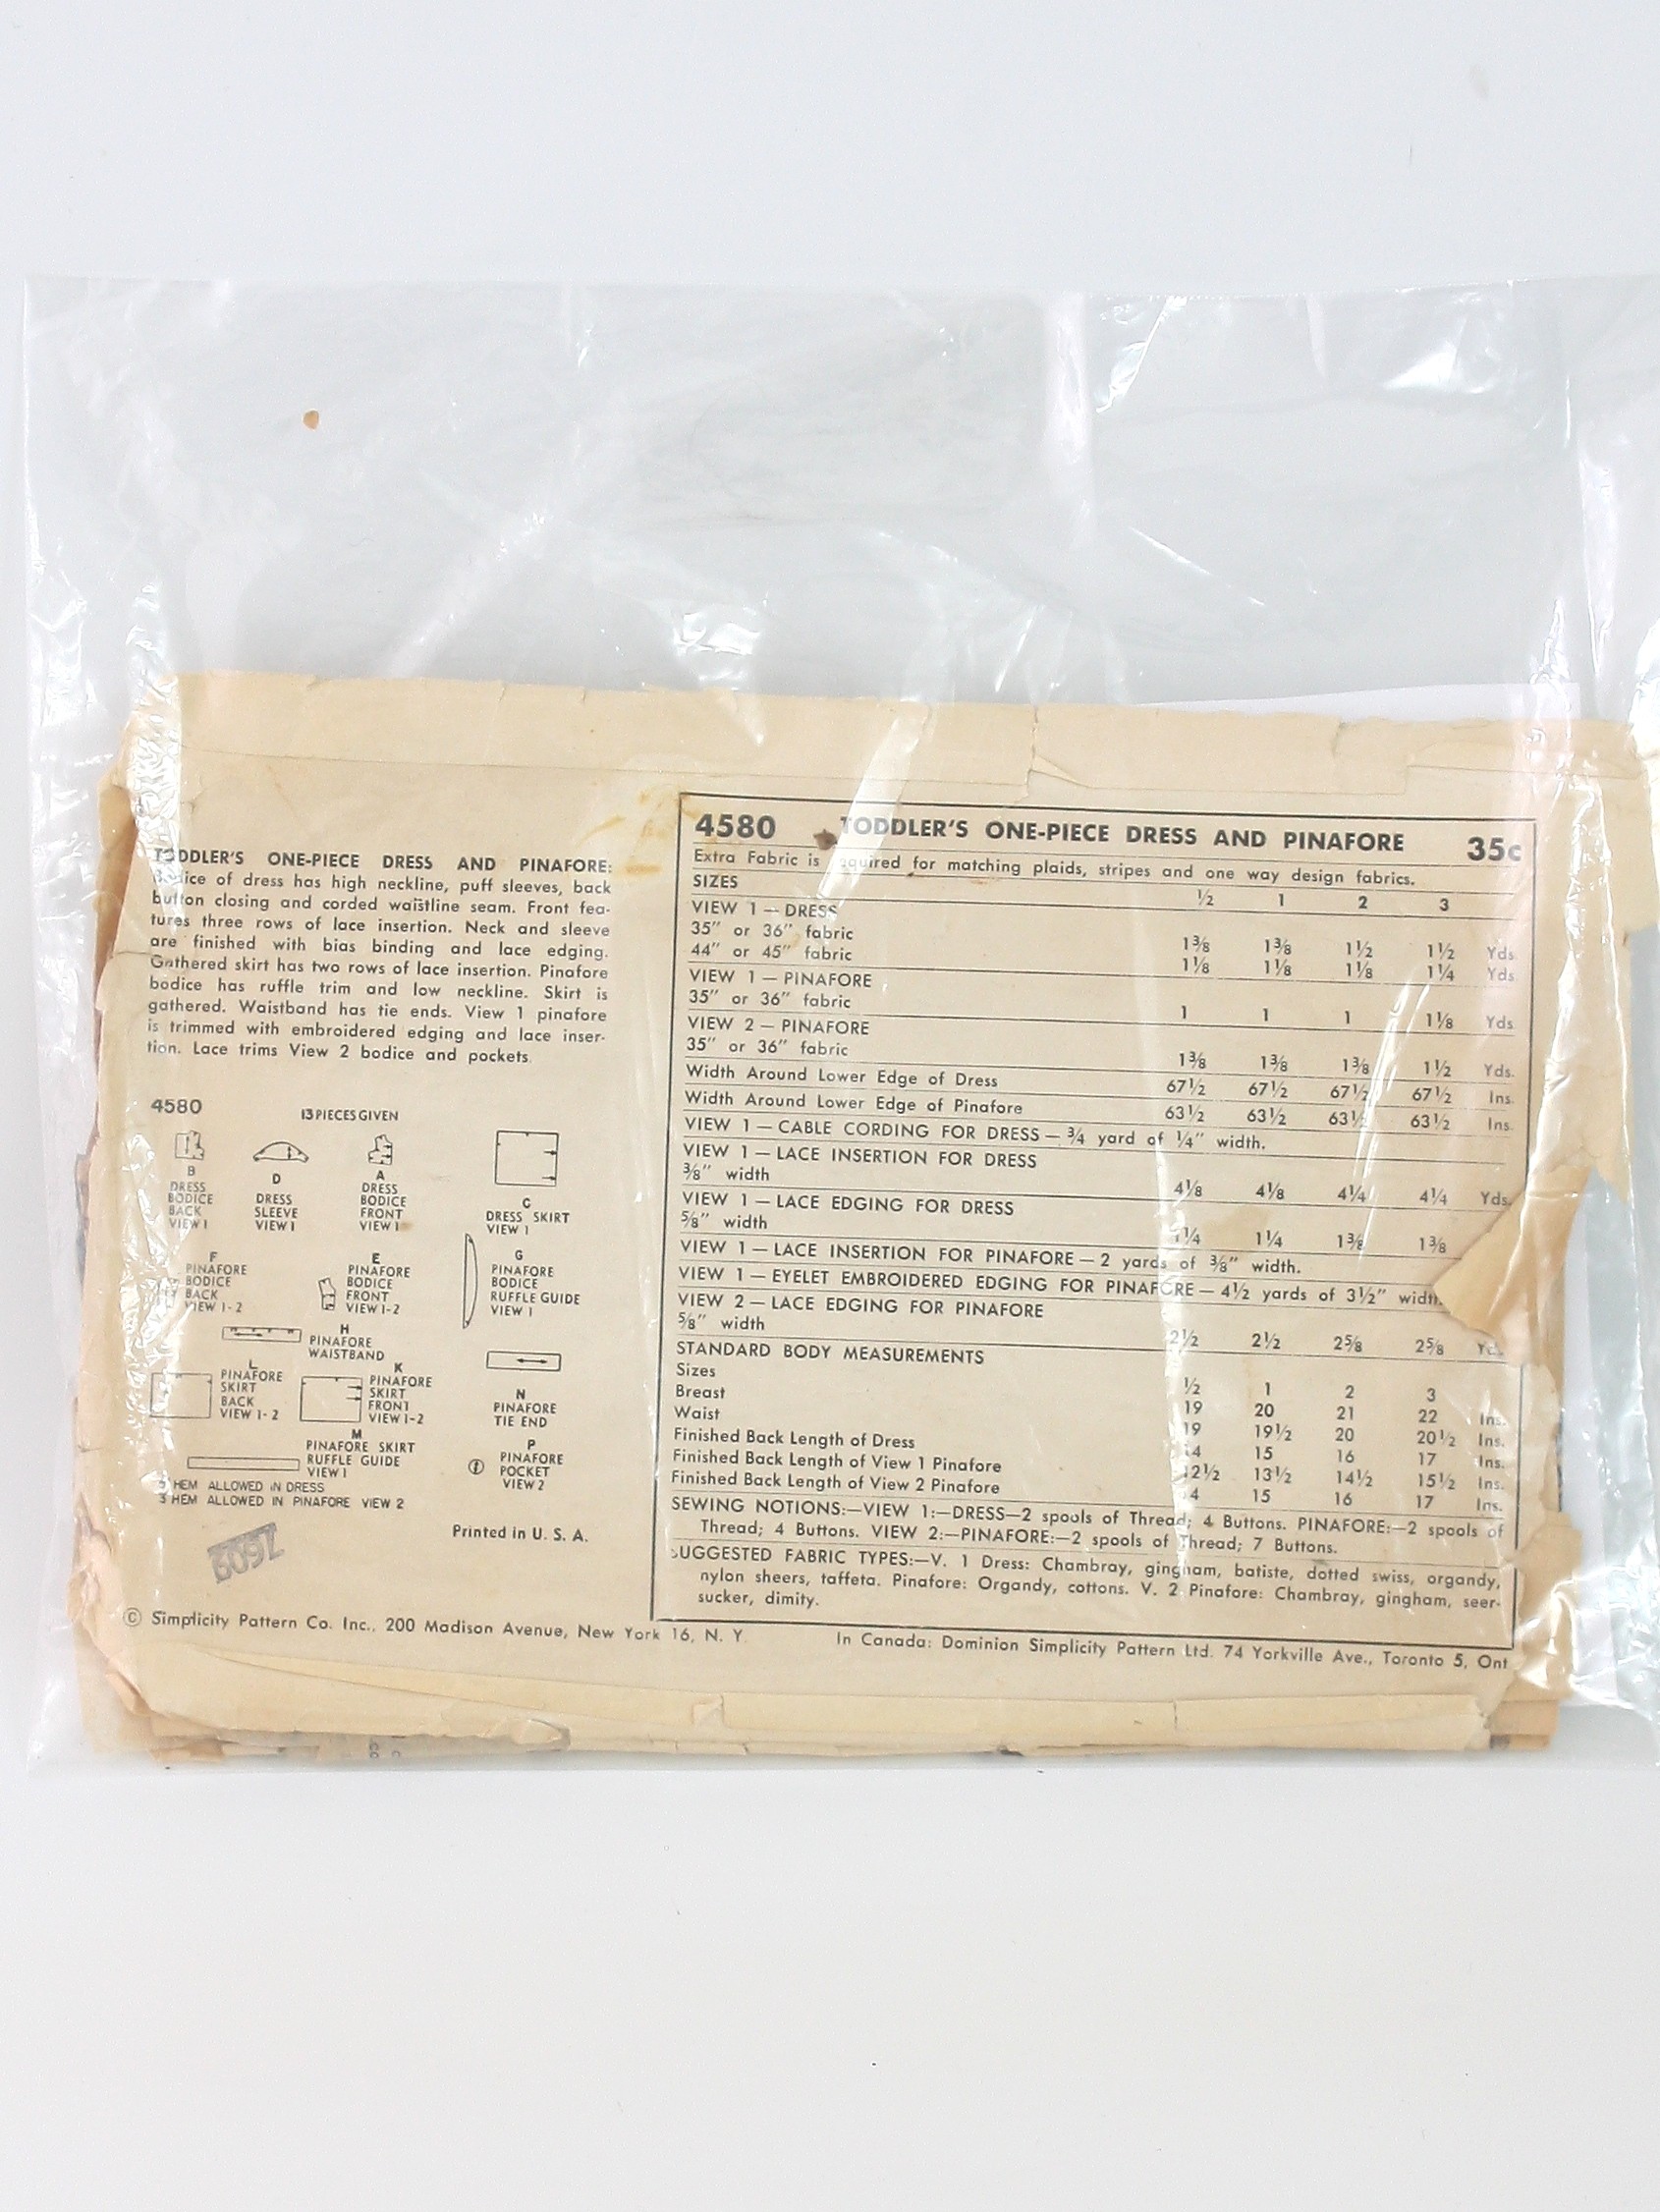 TODDLER'S ONE-PIECE DRESS AND PINAFORE:
Bodice of dress has high neckline, puff sleeves, back
button closing and corded waistline seam. Front fea-
tures three rows of lace insertion. Neck and sleeve
are finished with bias binding and lace edging.
Gathered skirt has two rows of lace insertion. Pinafore
bodice has ruffle trim and low neckline. Skirt is
gathered. Waistband has tie ends. View 1 pinafore
is trimmed with embroidered edging and lace inser-
tion. Lace trims View 2 bodice and pockets.
4580 13 PIECES GIVEN
B
DRESS
BODICE
BACK
VIEW 1
D
DRESS
SLEEVE
VIEW 1
A
DRESS
BODICE
FRONT
VIEW 1
C
DRESS SKIRT
VIEW 1
F
PINAFORE
BODICE
BACK
VIEW 1-2
E
PINAFORE
BODICE
FRONT
VIEW 1-2
G
PINAFORE
BODICE
RUFFLE GUIDE
VIEW 1
H
PINAFORE
WAISTBAND
L
PINAFORE
SKIRT
BACK
VIEW 1-2
K
PINAFORE
SKIRT
FRONT
VIEW 1-2
N
PINAFORE
TIE END
M
PINAFORE SKIRT
RUFFLE GUIDE
VIEW 1
P
PINAFORE
POCKET
VIEW 2
HEM ALLOWED IN DRESS
3" HEM ALLOWED IN PINAFORE VIEW 2
Printed in U. S. A.
© Simplicity Pattern Co. Inc., 200 Madison Avenue, New York 16, N. Y.
4580 TODDLER'S ONE-PIECE DRESS AND PINAFORE 35c
Extra Fabric is required for matching plaids, stripes and one way design fabrics.
SIZES ½ 1 2 3
VIEW 1 — DRESS
35" or 36" fabric 1⅜ 1⅜ 1½ 1½ Yds.
44" or 45" fabric 1⅛ 1⅛ 1⅛ 1¼ Yds.
VIEW 1 — PINAFORE
35" or 36" fabric 1 1 1 1⅛ Yds.
VIEW 2 — PINAFORE
35" or 36" fabric 1⅜ 1⅜ 1⅜ 1½ Yds.
Width Around Lower Edge of Dress 67½ 67½ 67½ 67½ Ins.
Width Around Lower Edge of Pinafore 63½ 63½ 63½ 63½ Ins.
VIEW 1 — CABLE CORDING FOR DRESS — ¾ yard of ¼" width.
VIEW 1 — LACE INSERTION FOR DRESS
⅜" width 4⅛ 4⅛ 4¼ 4¼ Yds.
VIEW 1 — LACE EDGING FOR DRESS
⅝" width 1¼ 1¼ 1⅜ 1⅜
VIEW 1 — LACE INSERTION FOR PINAFORE — 2 yards of ⅜" width.
VIEW 1 — EYELET EMBROIDERED EDGING FOR PINAFORE — 4½ yards of 3½" width.
VIEW 2 — LACE EDGING FOR PINAFORE
⅝" width 2½ 2½ 2⅝ 2⅝ Yds.
STANDARD BODY MEASUREMENTS
Sizes ½ 1 2 3
Breast 19 20 21 22 Ins.
Waist 19 19½ 20 20½ Ins.
Finished Back Length of Dress 14 15 16 17 Ins.
Finished Back Length of View 1 Pinafore 12½ 13½ 14½ 15½ Ins.
Finished Back Length of View 2 Pinafore 14 15 16 17 Ins.
SEWING NOTIONS:—VIEW 1:—DRESS—2 spools of Thread; 4 Buttons. PINAFORE:—2 spools of
Thread; 4 Buttons. VIEW 2:—PINAFORE:—2 spools of Thread; 7 Buttons.
SUGGESTED FABRIC TYPES:—V. 1 Dress: Chambray, gingham, batiste, dotted swiss, organdy,
nylon sheers, taffeta. Pinafore: Organdy, cottons. V. 2 Pinafore: Chambray, gingham, seer-
sucker, dimity.
In Canada: Dominion Simplicity Pattern Ltd. 74 Yorkville Ave., Toronto 5, Ont